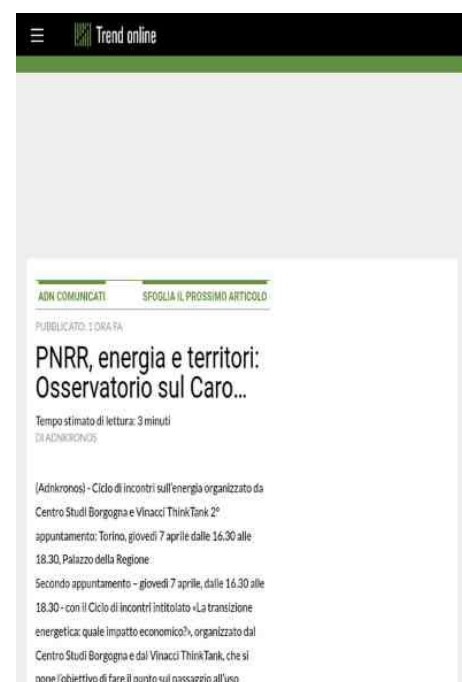 Trend online
ADN COMUNICATI SFOGLIA IL PROSSIMO ARTICOLO
PUBBLICATO: 1 ORA FA
PNRR, energia e territori:
Osservatorio sul Caro...
Tempo stimato di lettura: 3 minuti
DI ADNKRONOS
(Adnkronos) - Ciclo di incontri sull'energia organizzato da
Centro Studi Borgogna e Vinacci ThinkTank 2°
appuntamento: Torino, giovedì 7 aprile dalle 16.30 alle
18.30, Palazzo della Regione
Secondo appuntamento – giovedì 7 aprile, dalle 16.30 alle
18.30 - con il Ciclo di incontri intitolato «La transizione
energetica: quale impatto economico?», organizzato dal
Centro Studi Borgogna e dal Vinacci ThinkTank, che si
pone l'obiettivo di fare il punto sul passaggio all'uso